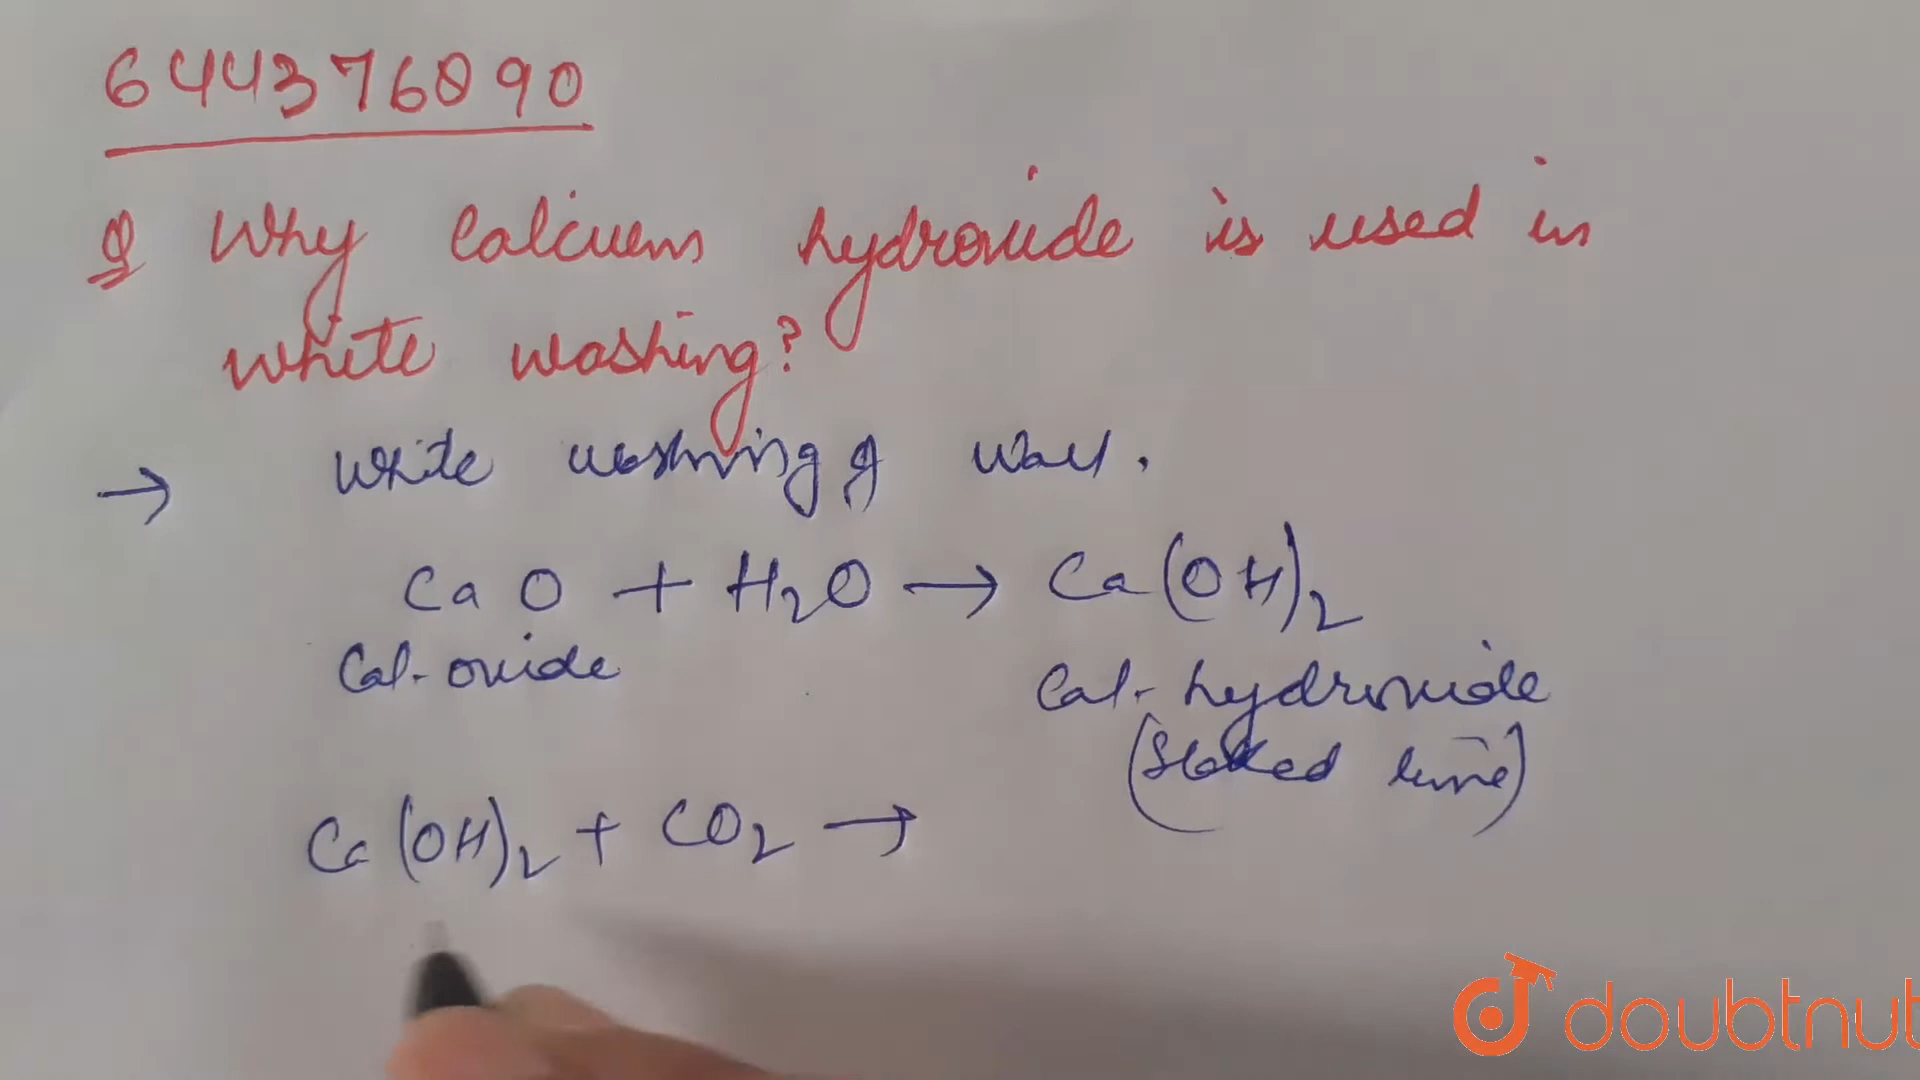 644376090
Q Why Calcium hydroxide is used in
white washing?
→ White washing of wall.
CaO + H2O → Ca(OH)2
Cal. oxide
Cal. hydroxide
(Slaked lime)
Ca(OH)2 + CO2 →
doubtnut